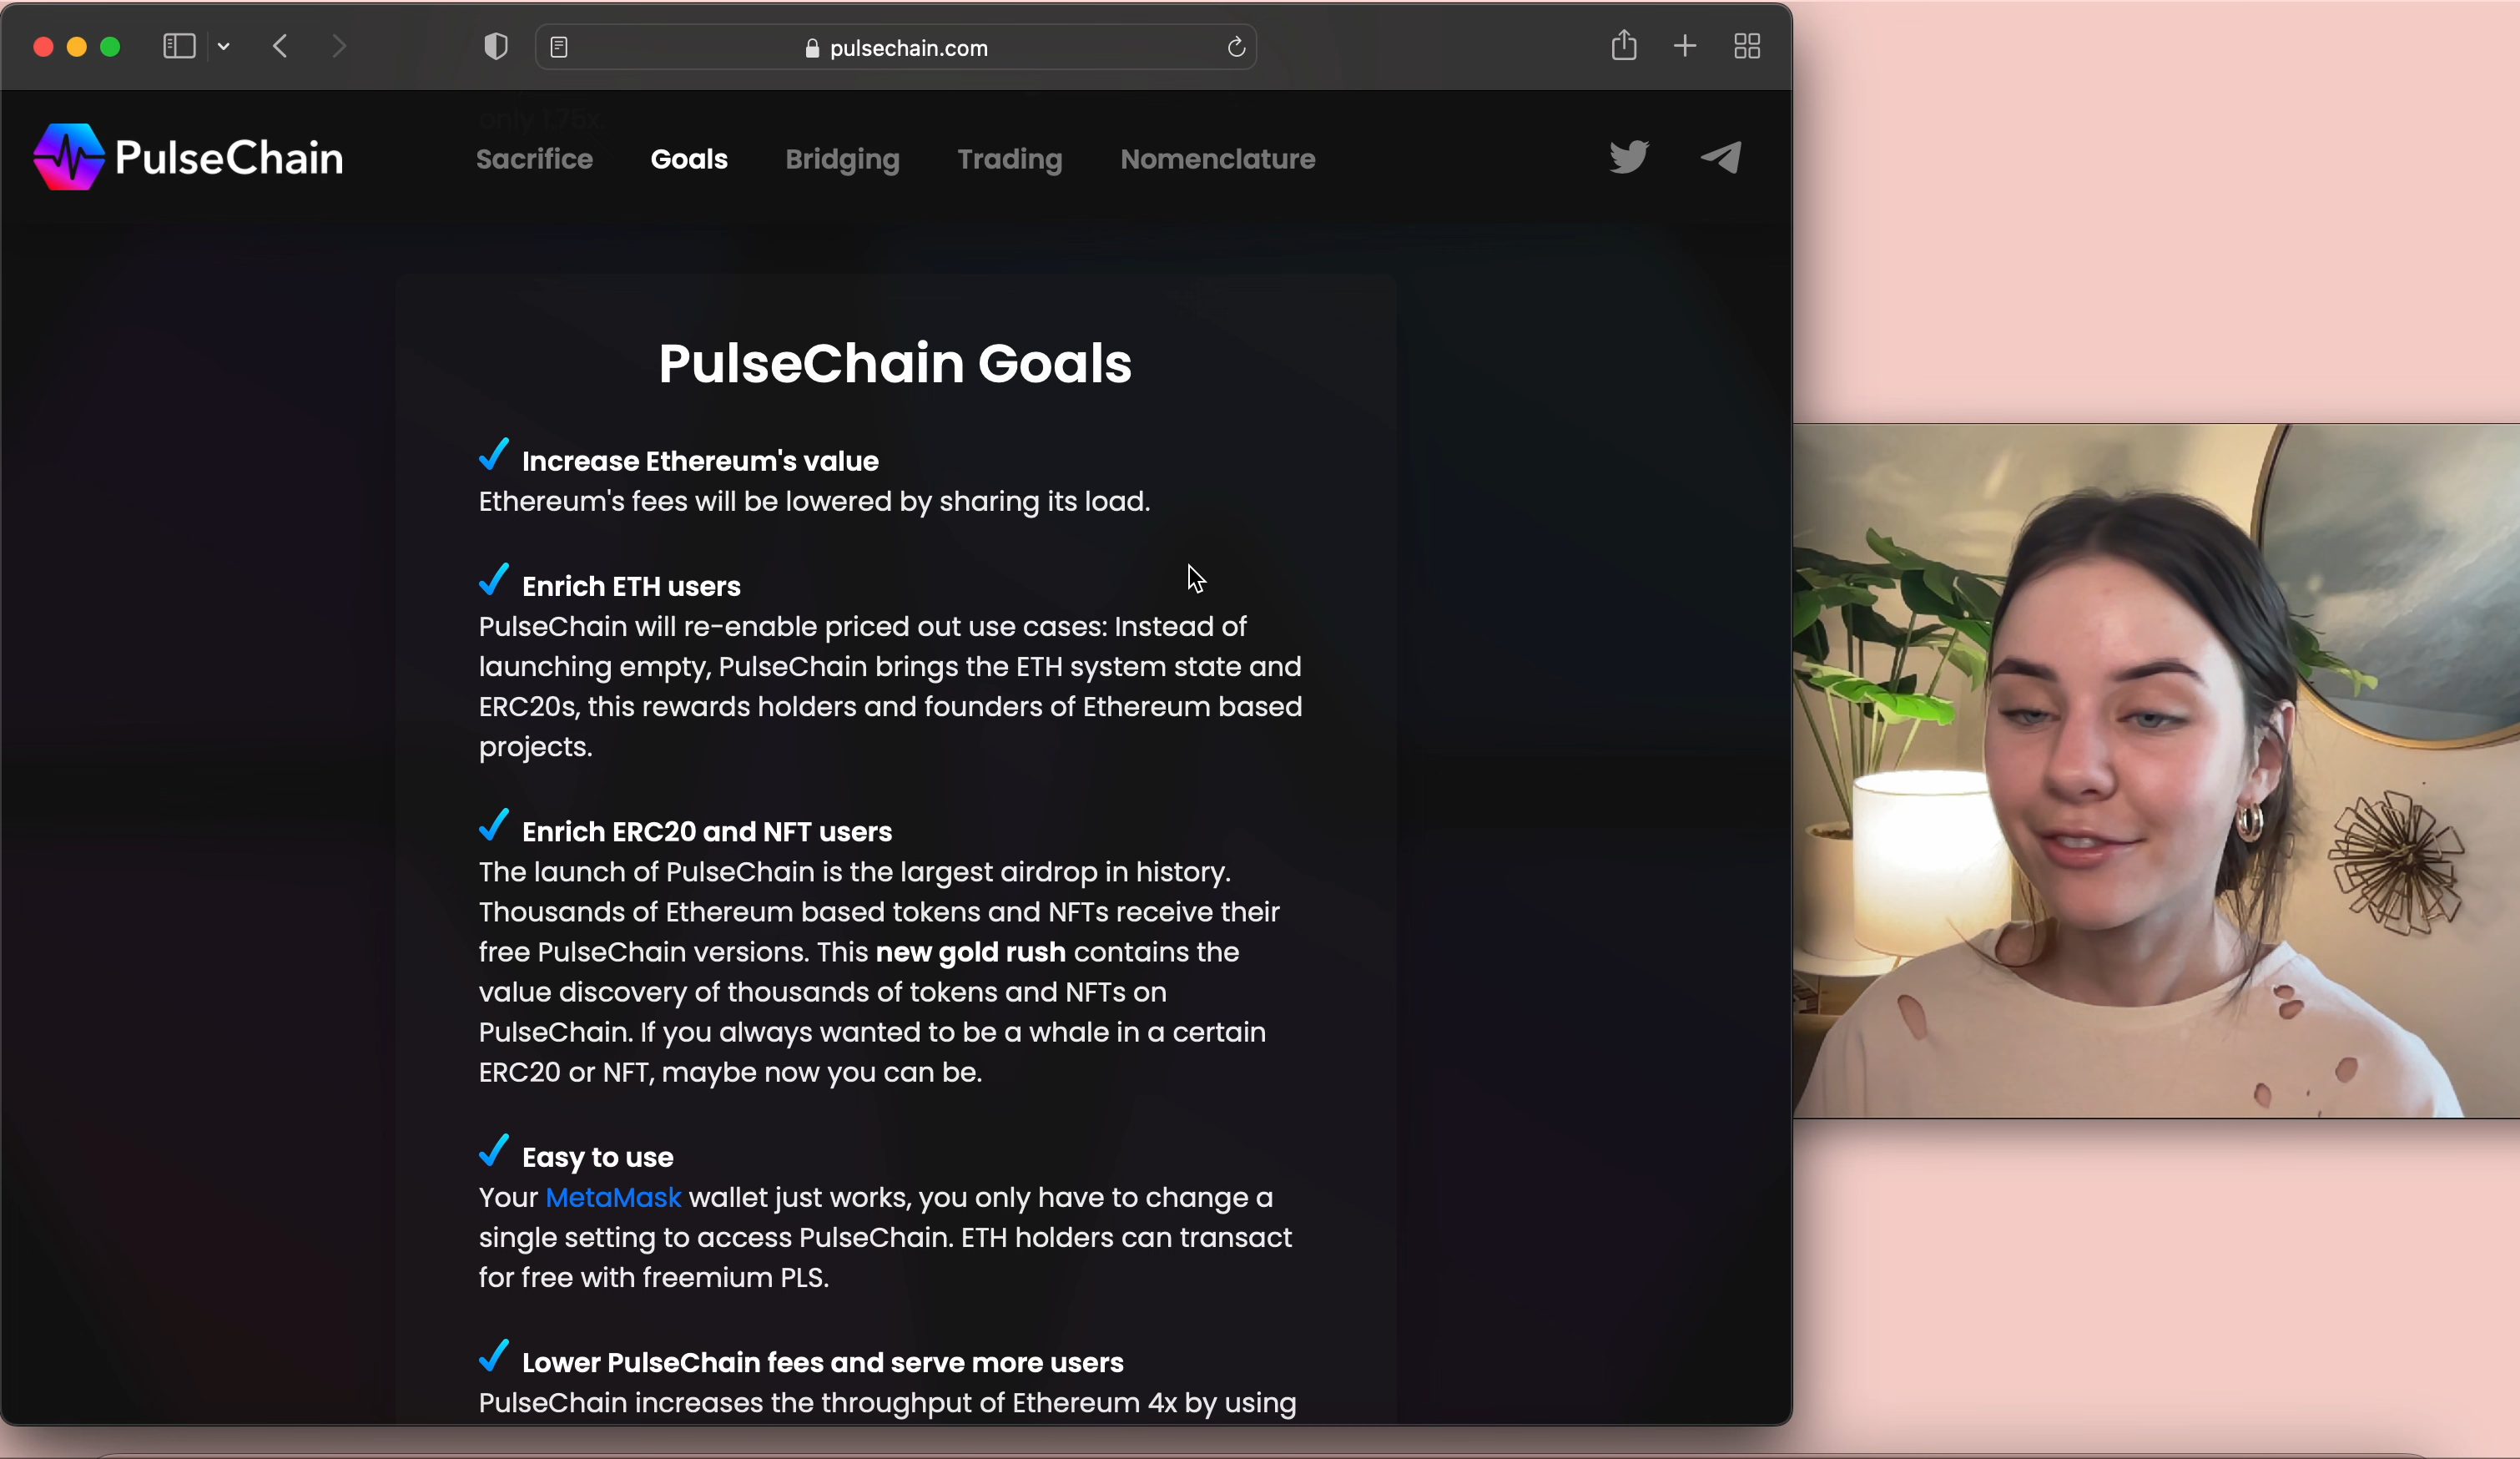 pulsechain.com
only 1.75x.
PulseChain
Sacrifice Goals Bridging Trading Nomenclature
PulseChain Goals
Increase Ethereum's value
Ethereum's fees will be lowered by sharing its load.
Enrich ETH users
PulseChain will re-enable priced out use cases: Instead of
launching empty, PulseChain brings the ETH system state and
ERC20s, this rewards holders and founders of Ethereum based
projects.
Enrich ERC20 and NFT users
The launch of PulseChain is the largest airdrop in history.
Thousands of Ethereum based tokens and NFTs receive their
free PulseChain versions. This new gold rush contains the
value discovery of thousands of tokens and NFTs on
PulseChain. If you always wanted to be a whale in a certain
ERC20 or NFT, maybe now you can be.
Easy to use
Your MetaMask wallet just works, you only have to change a
single setting to access PulseChain. ETH holders can transact
for free with freemium PLS.
Lower PulseChain fees and serve more users
PulseChain increases the throughput of Ethereum 4x by using